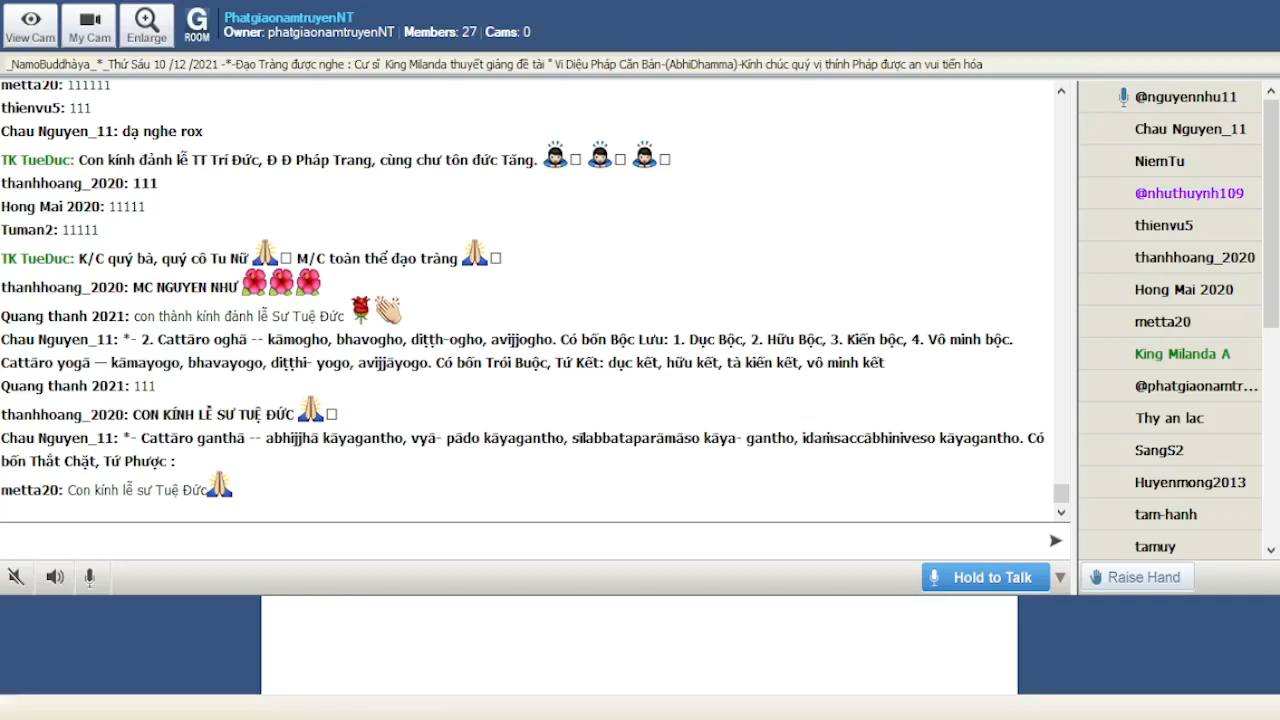 View Cam
My Cam
Enlarge
G
ROOM
PhatgiaonamtruyenNT
Owner: phatgiaonamtruyenNT | Members: 27 | Cams: 0
_NamoBuddhàya_*_Thứ Sáu 10 /12 /2021 -*-Đạo Tràng được nghe : Cư sĩ King Milanda thuyết giảng đề tài " Vi Diệu Pháp Căn Bản-(AbhiDhamma)-Kính chúc quý vị thính Pháp được an vui tiến hóa
metta20: 111111
thienvu5: 111
Chau Nguyen_11: dạ nghe rox
TK TueDuc: Con kính đảnh lễ TT Trí Đức, Đ Đ Pháp Trang, cùng chư tôn đức Tăng.
thanhhoang_2020: 111
Hong Mai 2020: 11111
Tuman2: 11111
TK TueDuc: K/C quý bà, quý cô Tu Nữ M/C toàn thể đạo tràng
thanhhoang_2020: MC NGUYEN NHƯ
Quang thanh 2021: con thành kính đảnh lễ Sư Tuệ Đức
Chau Nguyen_11: *- 2. Cattāro oghā -- kāmogho, bhavogho, diṭṭh-ogho, avijjogho. Có bốn Bộc Lưu: 1. Dục Bộc, 2. Hữu Bộc, 3. Kiến bộc, 4. Vô minh bộc.
Cattāro yogā — kāmayogo, bhavayogo, diṭṭhi- yogo, avijjāyogo. Có bốn Trói Buộc, Tứ Kết: dục kết, hữu kết, tà kiến kết, vô minh kết
Quang thanh 2021: 111
thanhhoang_2020: CON KÍNH LỄ SƯ TUỆ ĐỨC
Chau Nguyen_11: *- Cattāro ganthā -- abhijjhā kāyagantho, vyā- pādo kāyagantho, sīlabbataparāmāso kāya- gantho, idaṁsaccābhiniveso kāyagantho. Có
bốn Thắt Chặt, Tứ Phược :
metta20: Con kính lễ sư Tuệ Đức
Hold to Talk
@nguyennhu11
Chau Nguyen_11
NiemTu
@nhuthuynh109
thienvu5
thanhhoang_2020
Hong Mai 2020
metta20
King Milanda A
@phatgiaonamtr...
Thy an lac
SangS2
Huyenmong2013
tam-hanh
tamuy
Raise Hand